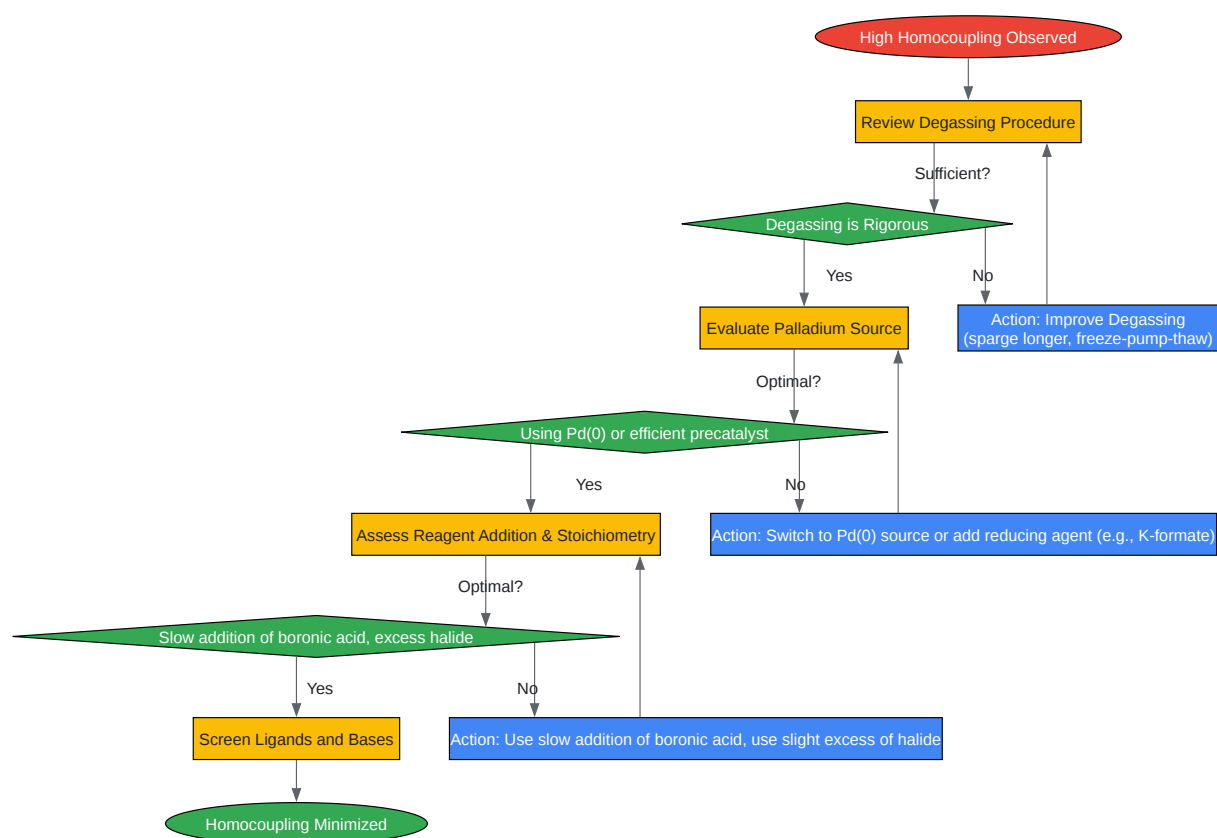 High Homocoupling Observed
Review Degassing Procedure
Sufficient?
Degassing is Rigorous
Yes
No
Evaluate Palladium Source
Action: Improve Degassing
(sparge longer, freeze-pump-thaw)
Optimal?
Using Pd(0) or efficient precatalyst
Yes
No
Assess Reagent Addition & Stoichiometry
Action: Switch to Pd(0) source or add reducing agent (e.g., K-formate)
Optimal?
Slow addition of boronic acid, excess halide
Yes
No
Screen Ligands and Bases
Action: Use slow addition of boronic acid, use slight excess of halide
Homocoupling Minimized